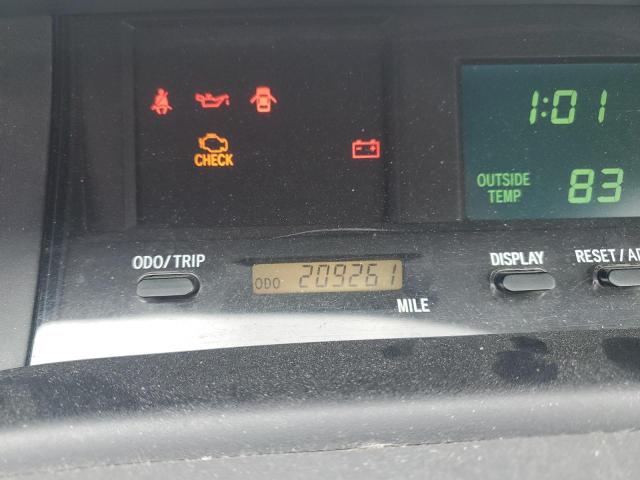 1:01
CHECK
OUTSIDE
TEMP 83
ODO/TRIP
DISPLAY
RESET/
ODO 209261
MILE